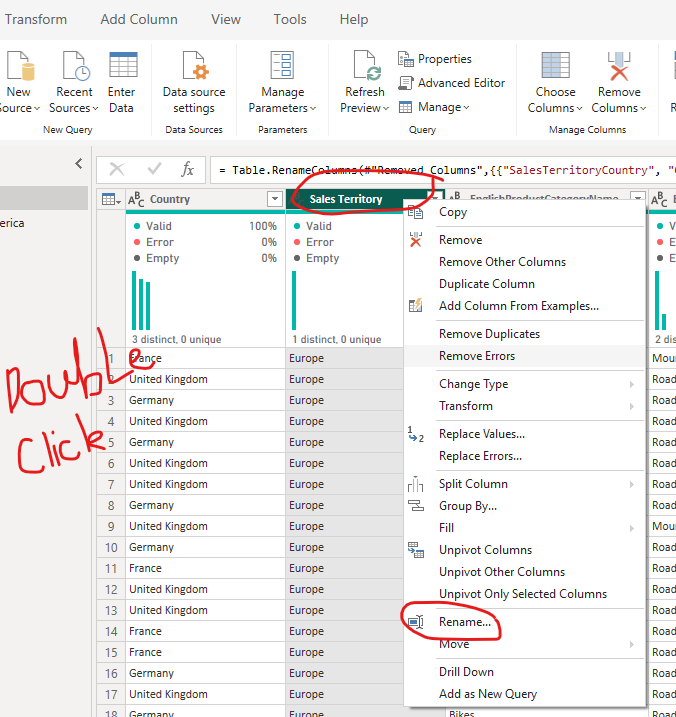 Transform Add Column View Tools Help
New Source Recent Sources Enter Data
New Query
Data source settings
Data Sources
Manage Parameters
Parameters
Refresh Preview
Properties
Advanced Editor
Manage
Query
Choose Columns Remove Columns
Manage Columns
fx = Table.RenameColumns(#"Removed Columns",{{"SalesTerritoryCountry",
erica
ABC Country Sales Territory ABC EnglishProductCategoryName ABC
Valid 100% Valid
Error 0% Error
Empty 0% Empty
3 distinct, 0 unique 1 distinct, 0 unique 2 dis
Double
Click
1 France Europe Mou
2 United Kingdom Europe Road
3 Germany Europe Road
4 United Kingdom Europe Road
5 Germany Europe Road
6 United Kingdom Europe Road
7 United Kingdom Europe Road
8 Germany Europe Road
9 United Kingdom Europe Mou
10 Germany Europe Road
11 France Europe Road
12 United Kingdom Europe Road
13 United Kingdom Europe Road
14 France Europe Road
15 France Europe Road
16 Germany Europe Road
17 United Kingdom Europe Road
18 Germany Europe Bikes Road
Copy
Remove
Remove Other Columns
Duplicate Column
Add Column From Examples...
Remove Duplicates
Remove Errors
Change Type
Transform
1 2 Replace Values...
Replace Errors...
Split Column
Group By...
Fill
Unpivot Columns
Unpivot Other Columns
Unpivot Only Selected Columns
Rename...
Move
Drill Down
Add as New Query